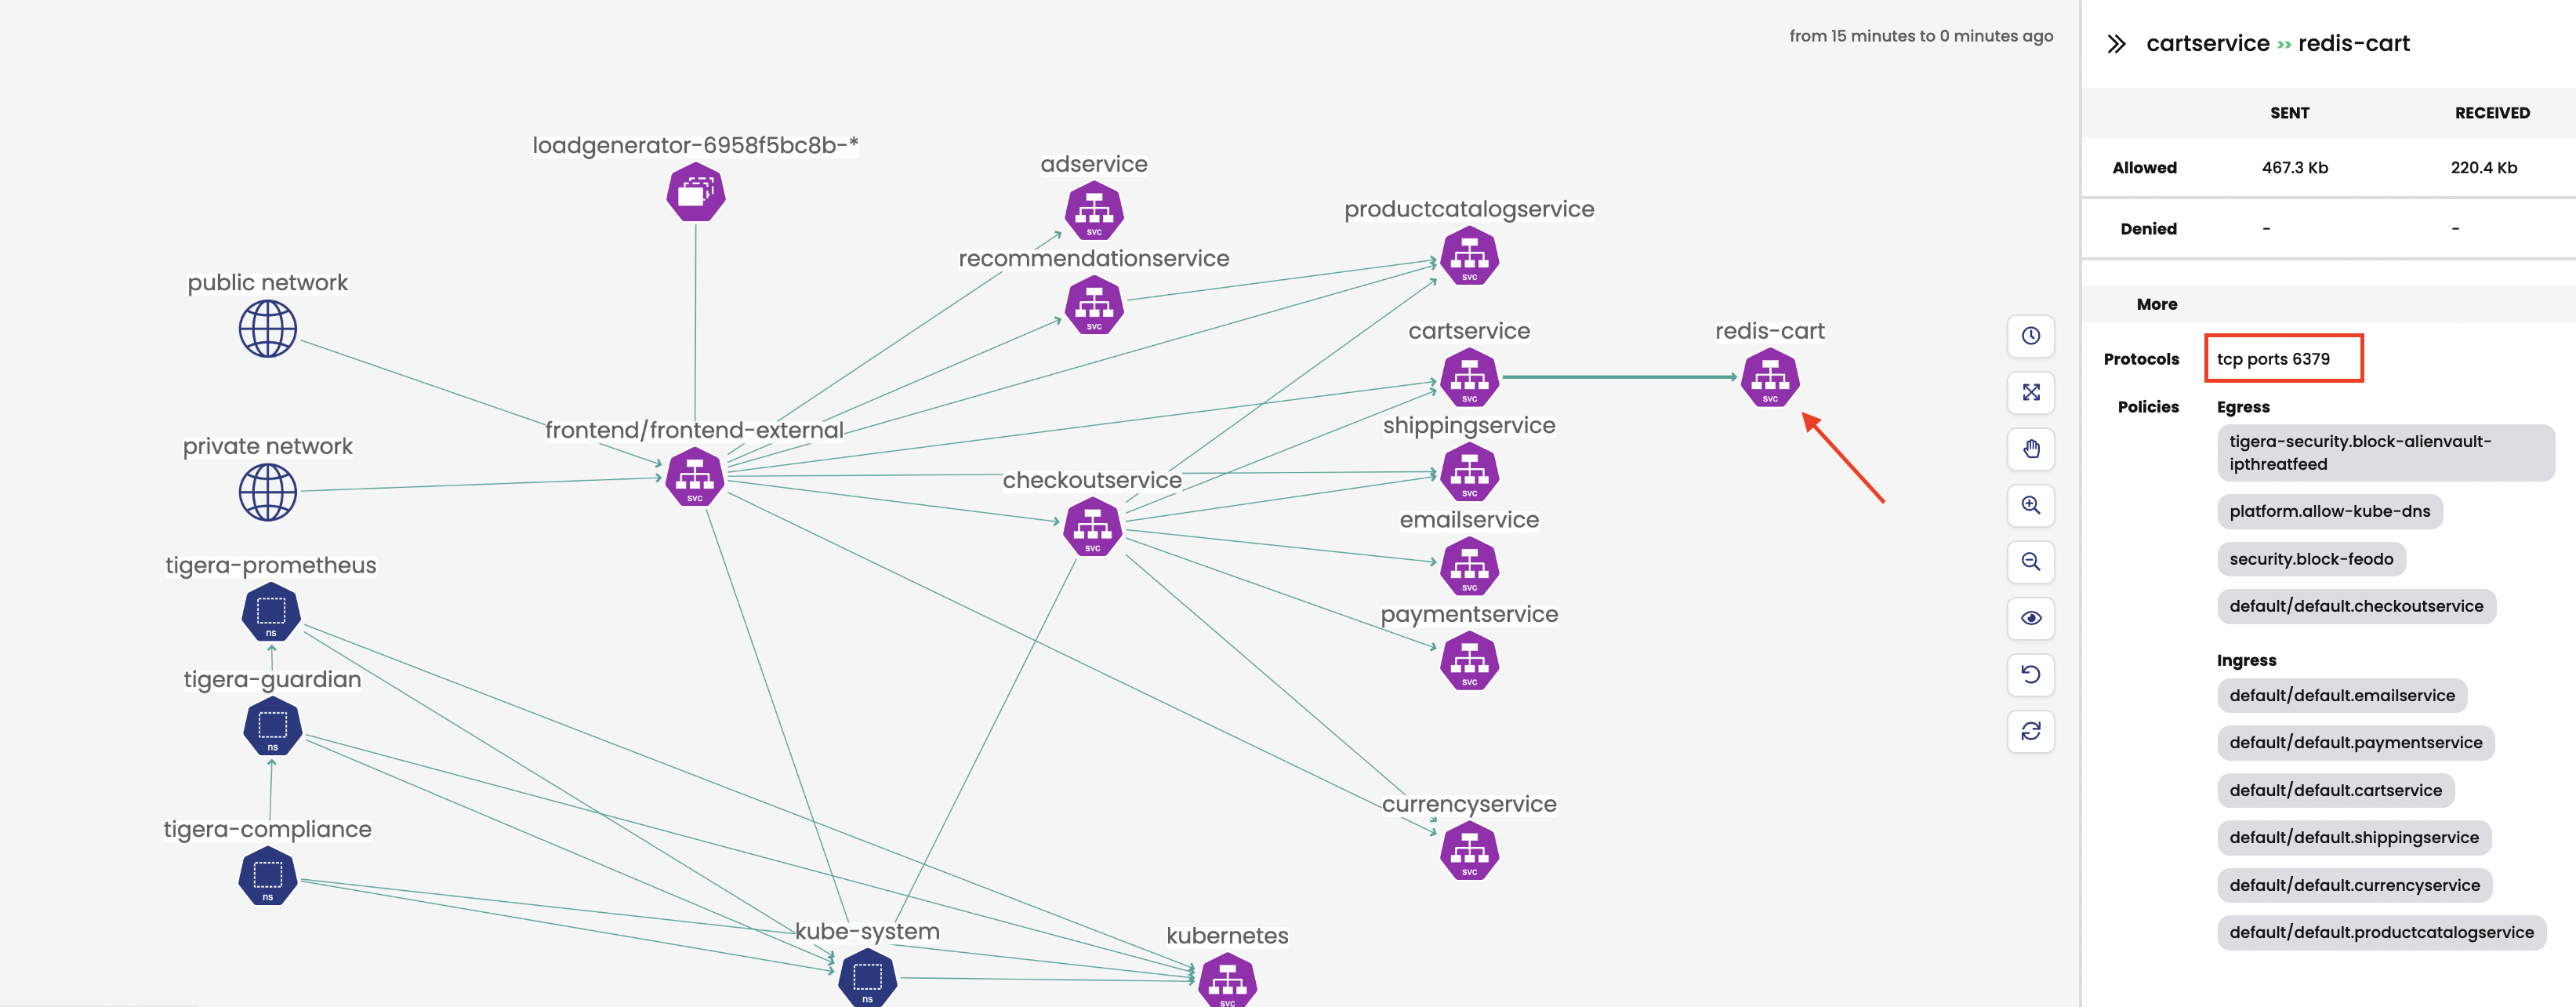 from 15 minutes to 0 minutes ago
loadgenerator-6958f5bc8b-*
adservice
svc
recommendationservice
svc
productcatalogservice
svc
public network
cartservice
svc
redis-cart
svc
private network
frontend/frontend-external
svc
shippingservice
svc
checkoutservice
svc
emailservice
svc
tigera-prometheus
ns
paymentservice
svc
tigera-guardian
ns
currencyservice
svc
tigera-compliance
ns
kube-system
ns
kubernetes
svc
cartservice » redis-cart
SENT RECEIVED
Allowed 467.3 Kb 220.4 Kb
Denied - -
More
Protocols tcp ports 6379
Policies Egress
tigera-security.block-alienvault-
ipthreatfeed
platform.allow-kube-dns
security.block-feodo
default/default.checkoutservice
Ingress
default/default.emailservice
default/default.paymentservice
default/default.cartservice
default/default.shippingservice
default/default.currencyservice
default/default.productcatalogservice